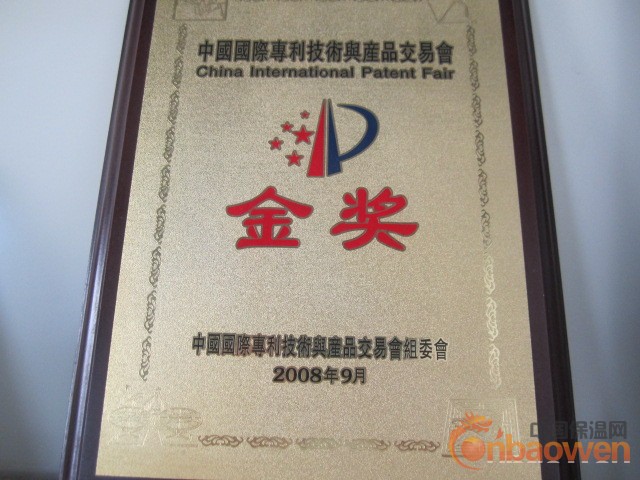 中國國際專利技術與産品交易會
China International Patent Fair
金奖
中國國際專利技術與産品交易會組委會
2008年9月
中国保温网
cnbaowen